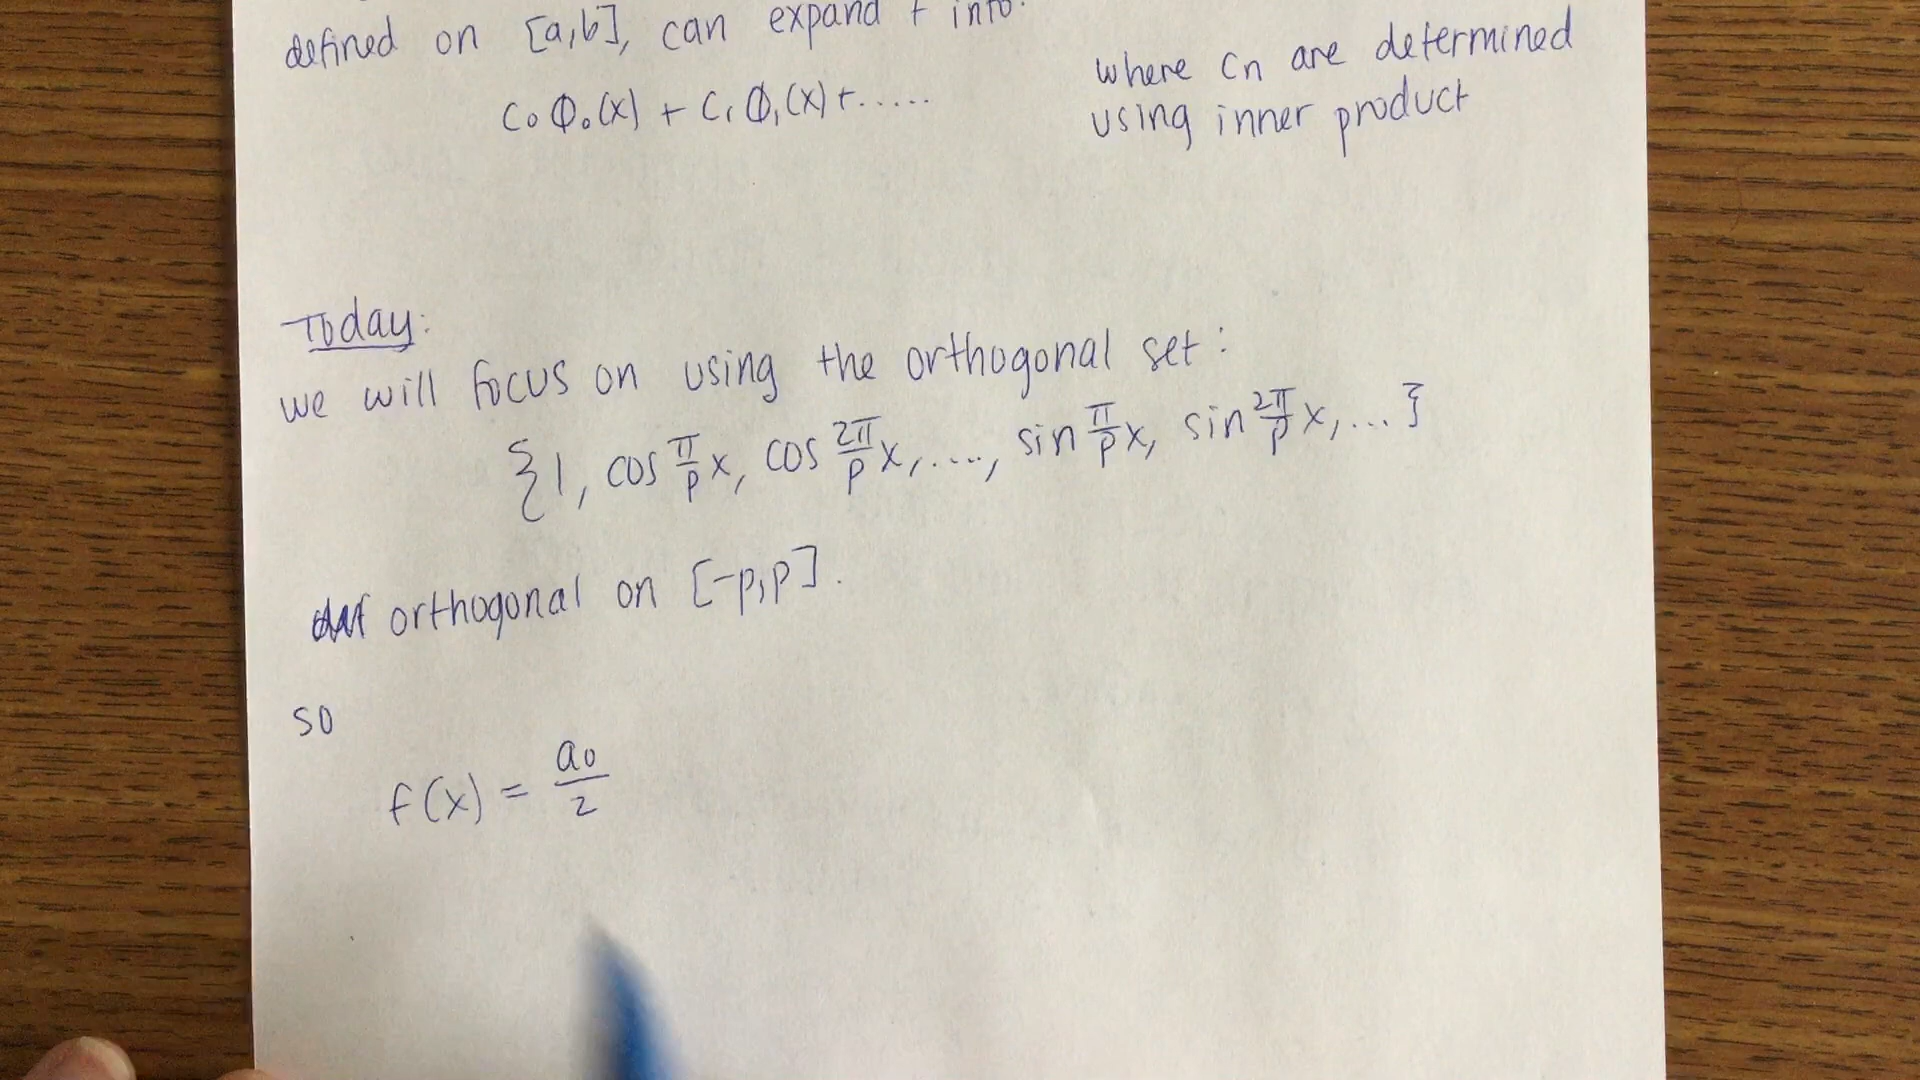 defined on [a,b], can expand f into:
C₀ϕ₀(x) + C₁ϕ₁(x)+......
where Cn are determined
using inner product
Today:
we will focus on using the orthogonal set:
{1, cos π/p x, cos 2π/p x, ...., sin π/p x, sin 2π/p x, ...}
orthogonal on [-p,p].
so
f(x) = a₀/2